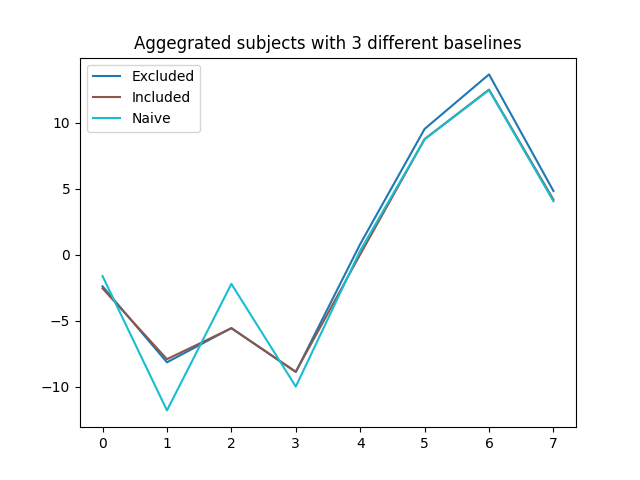 Aggegrated subjects with 3 different baselines
Excluded
Included
Naive
10
5
0
−5
−10
0 1 2 3 4 5 6 7